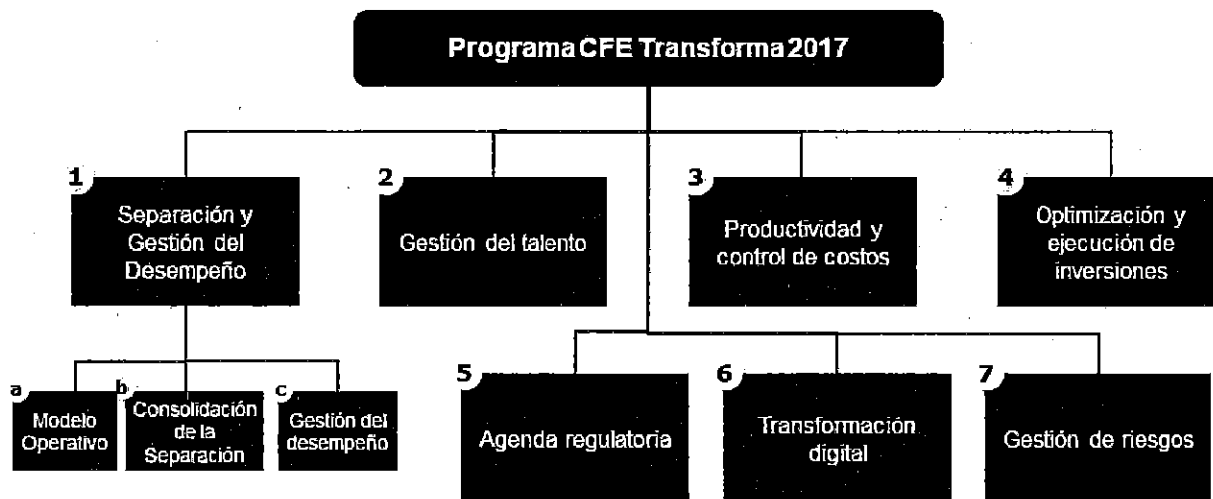 Programa CFE Transforma 2017
1
Separación y
Gestión del
Desempeño
2
Gestión del talento
3
Productividad y
control de costos
4
Optimización y
ejecución de
inversiones
a
Modelo
Operativo
b
Consolidación
de la
Separación
c
Gestión del
desempeño
5
Agenda regulatoria
6
Transformación
digital
7
Gestión de riesgos